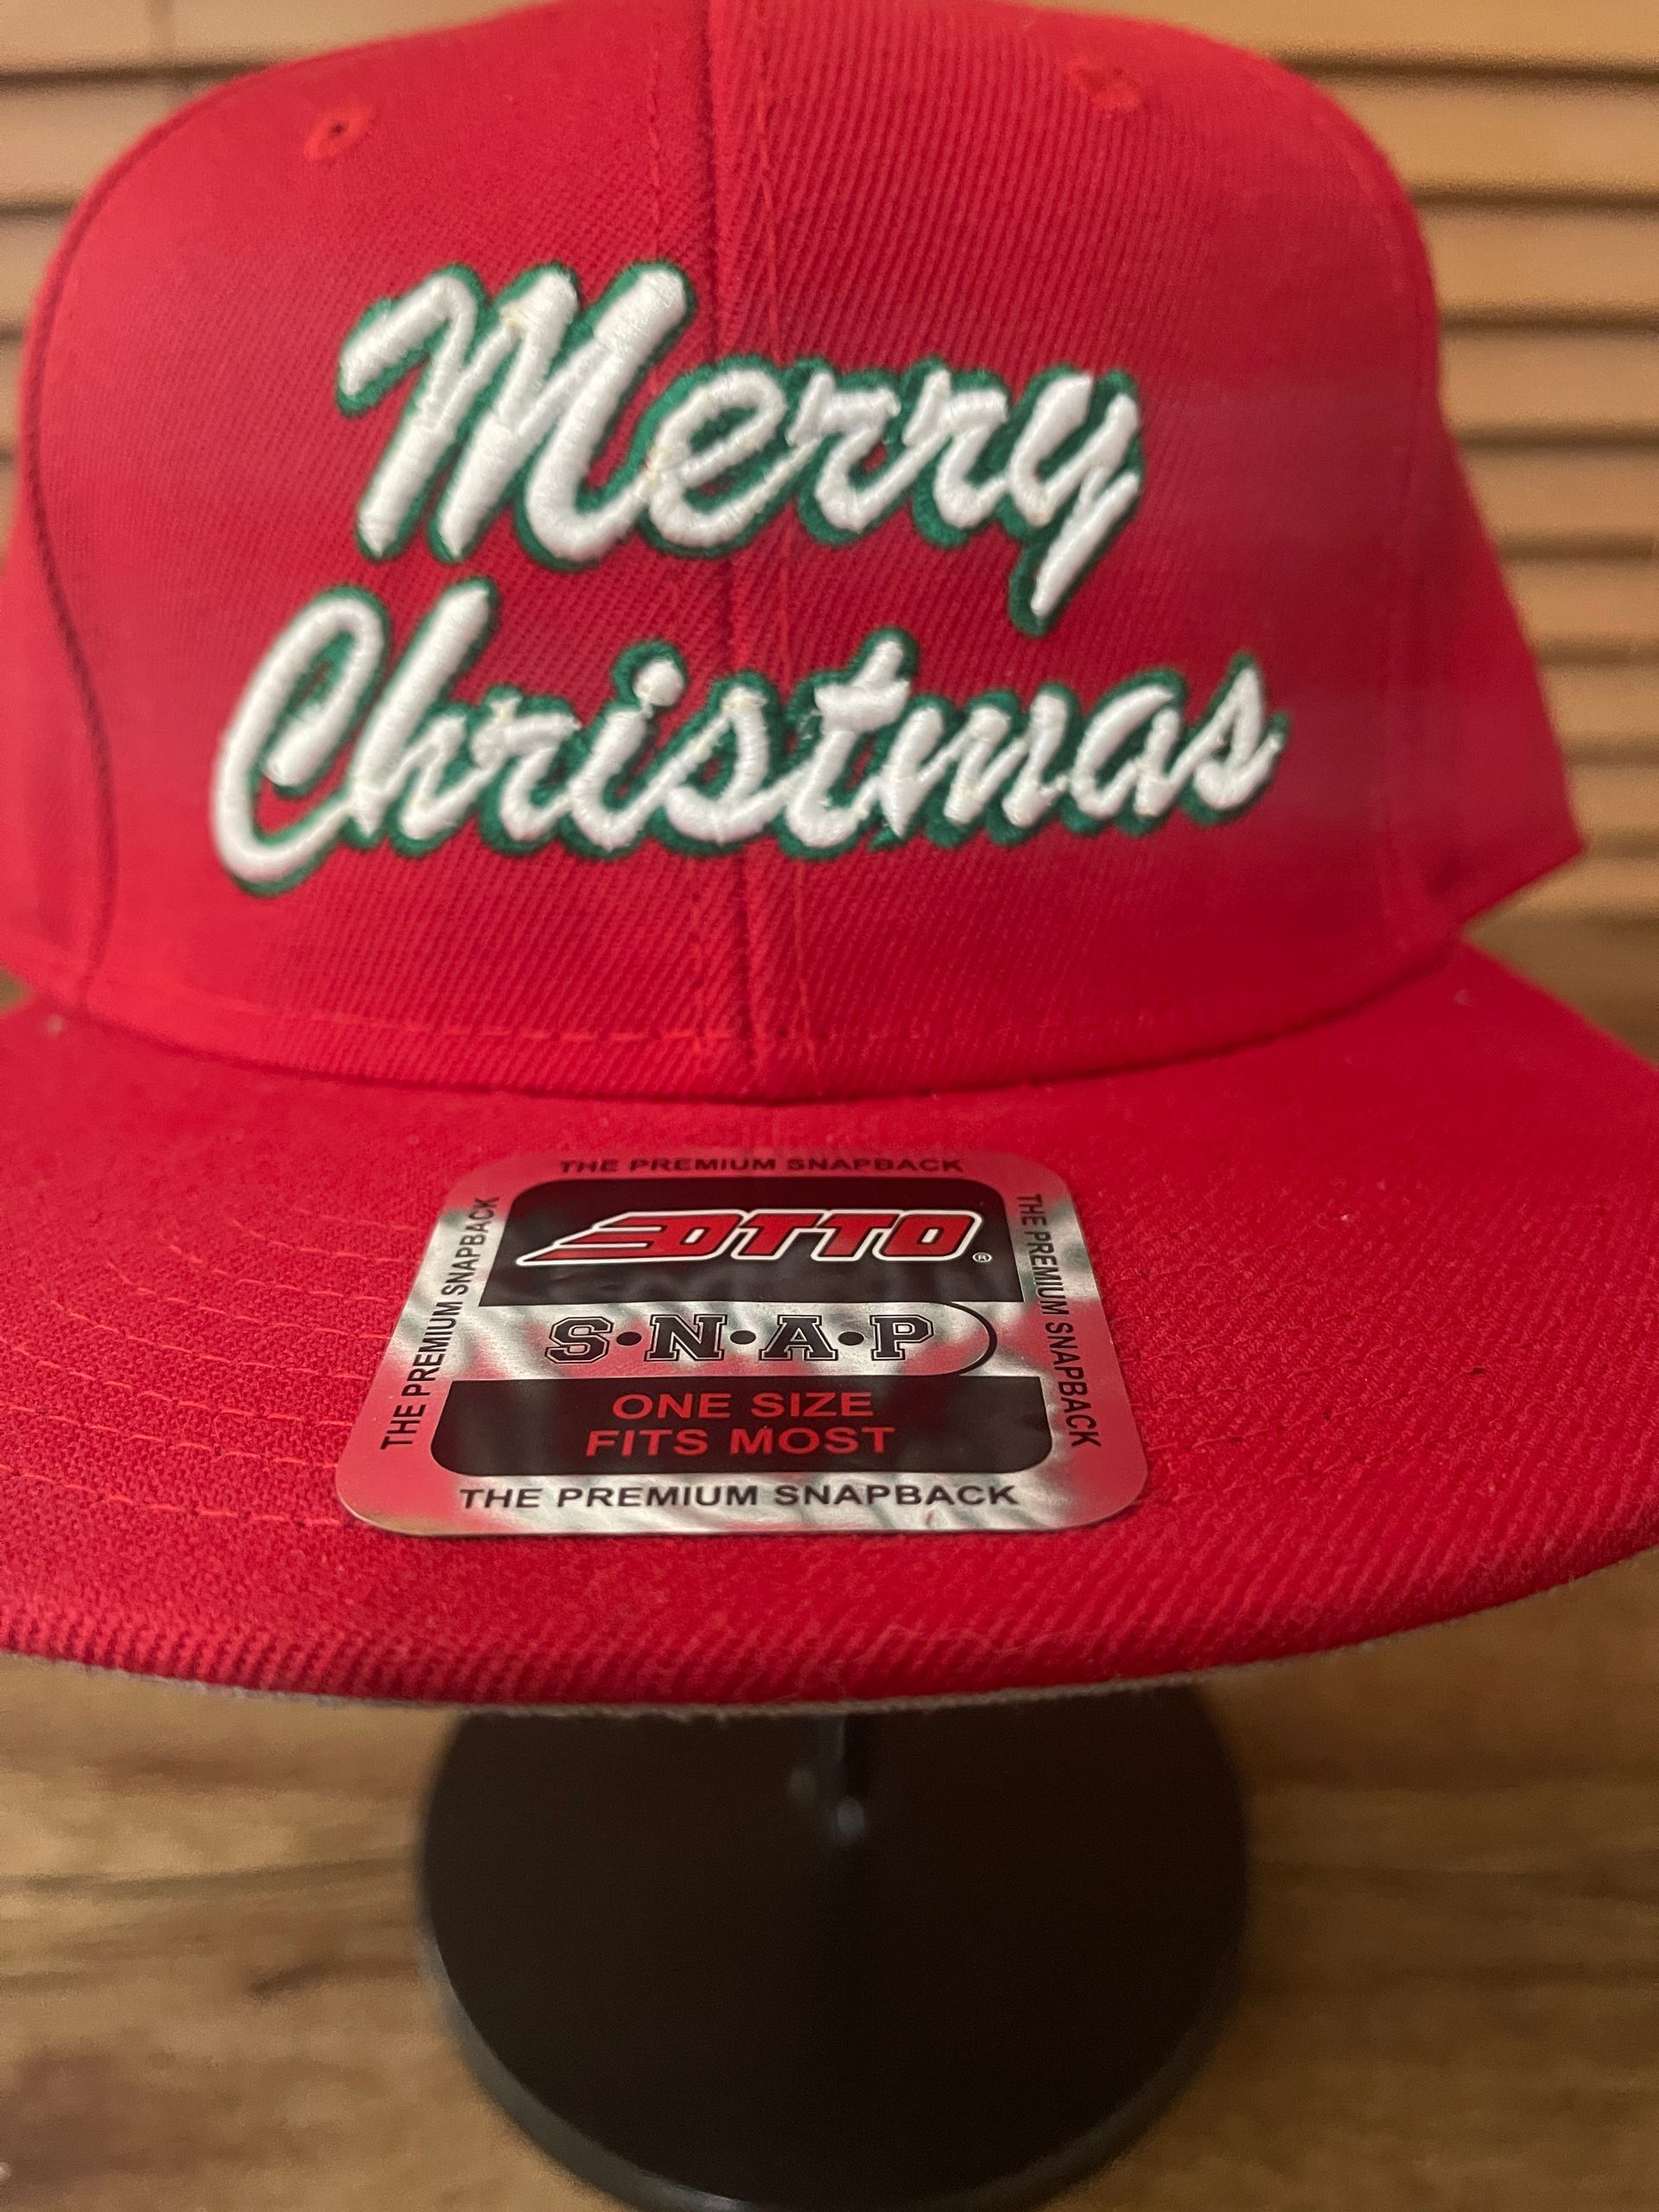 Merry
Christmas
THE PREMIUM SNAPBACK
THE PREMIUM SNAPBACK
OTTO®
THE PREMIUM SNAPBACK
S•N•A•P
ONE SIZE
FITS MOST
THE PREMIUM SNAPBACK